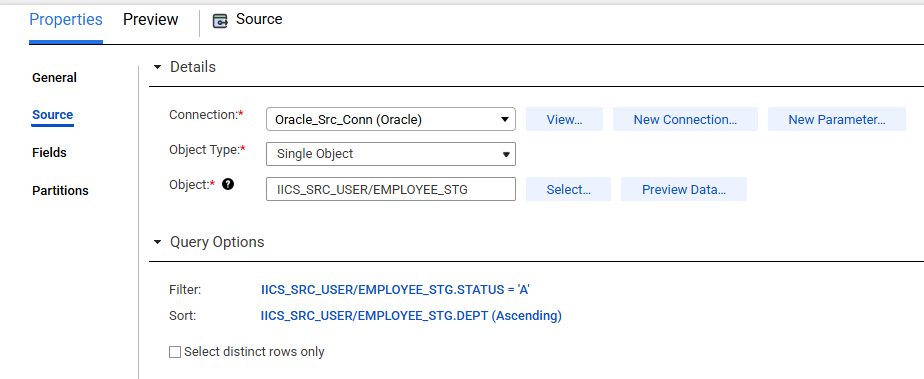 Properties Preview Source
General
Source
Fields
Partitions
Details
Connection:* Oracle_Src_Conn (Oracle) View... New Connection... New Parameter...
Object Type:* Single Object
Object:* ? IICS_SRC_USER/EMPLOYEE_STG Select... Preview Data...
Query Options
Filter: IICS_SRC_USER/EMPLOYEE_STG.STATUS = 'A'
Sort: IICS_SRC_USER/EMPLOYEE_STG.DEPT (Ascending)
Select distinct rows only